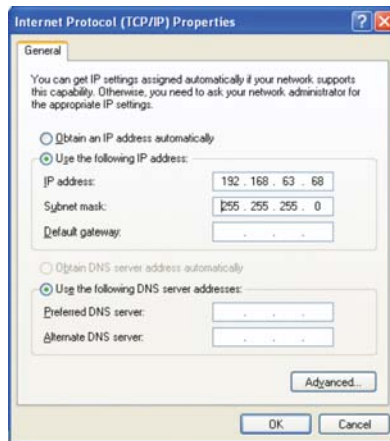 Internet Protocol (TCP/IP) Properties
General
You can get IP settings assigned automatically if your network supports
this capability. Otherwise, you need to ask your network administrator for
the appropriate IP settings.
Obtain an IP address automatically
Use the following IP address:
IP address: 192 . 168 . 63 . 68
Subnet mask: 255 . 255 . 255 . 0
Default gateway: . . .
Obtain DNS server address automatically
Use the following DNS server addresses:
Preferred DNS server: . . .
Alternate DNS server: . . .
Advanced...
OK Cancel